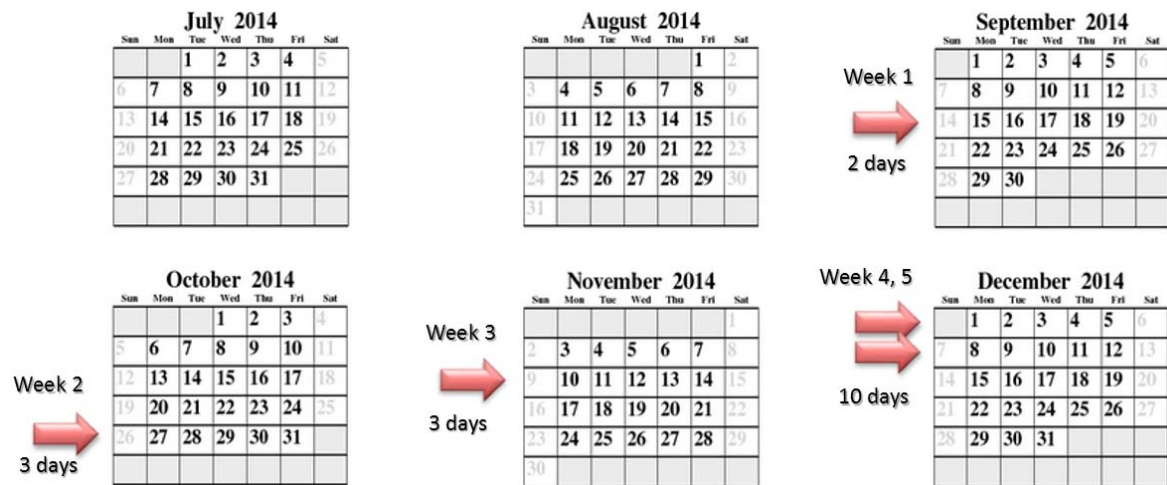 July 2014
Sun Mon Tue Wed Thu Fri Sat
1 2 3 4 5
6 7 8 9 10 11 12
13 14 15 16 17 18 19
20 21 22 23 24 25 26
27 28 29 30 31
August 2014
Sun Mon Tue Wed Thu Fri Sat
1 2
3 4 5 6 7 8 9
10 11 12 13 14 15 16
17 18 19 20 21 22 23
24 25 26 27 28 29 30
31
Week 1
2 days
September 2014
Sun Mon Tue Wed Thu Fri Sat
1 2 3 4 5 6
7 8 9 10 11 12 13
14 15 16 17 18 19 20
21 22 23 24 25 26 27
28 29 30
Week 2
3 days
October 2014
Sun Mon Tue Wed Thu Fri Sat
1 2 3 4
5 6 7 8 9 10 11
12 13 14 15 16 17 18
19 20 21 22 23 24 25
26 27 28 29 30 31
Week 3
3 days
November 2014
Sun Mon Tue Wed Thu Fri Sat
1
2 3 4 5 6 7 8
9 10 11 12 13 14 15
16 17 18 19 20 21 22
23 24 25 26 27 28 29
30
Week 4, 5
10 days
December 2014
Sun Mon Tue Wed Thu Fri Sat
1 2 3 4 5 6
7 8 9 10 11 12 13
14 15 16 17 18 19 20
21 22 23 24 25 26 27
28 29 30 31